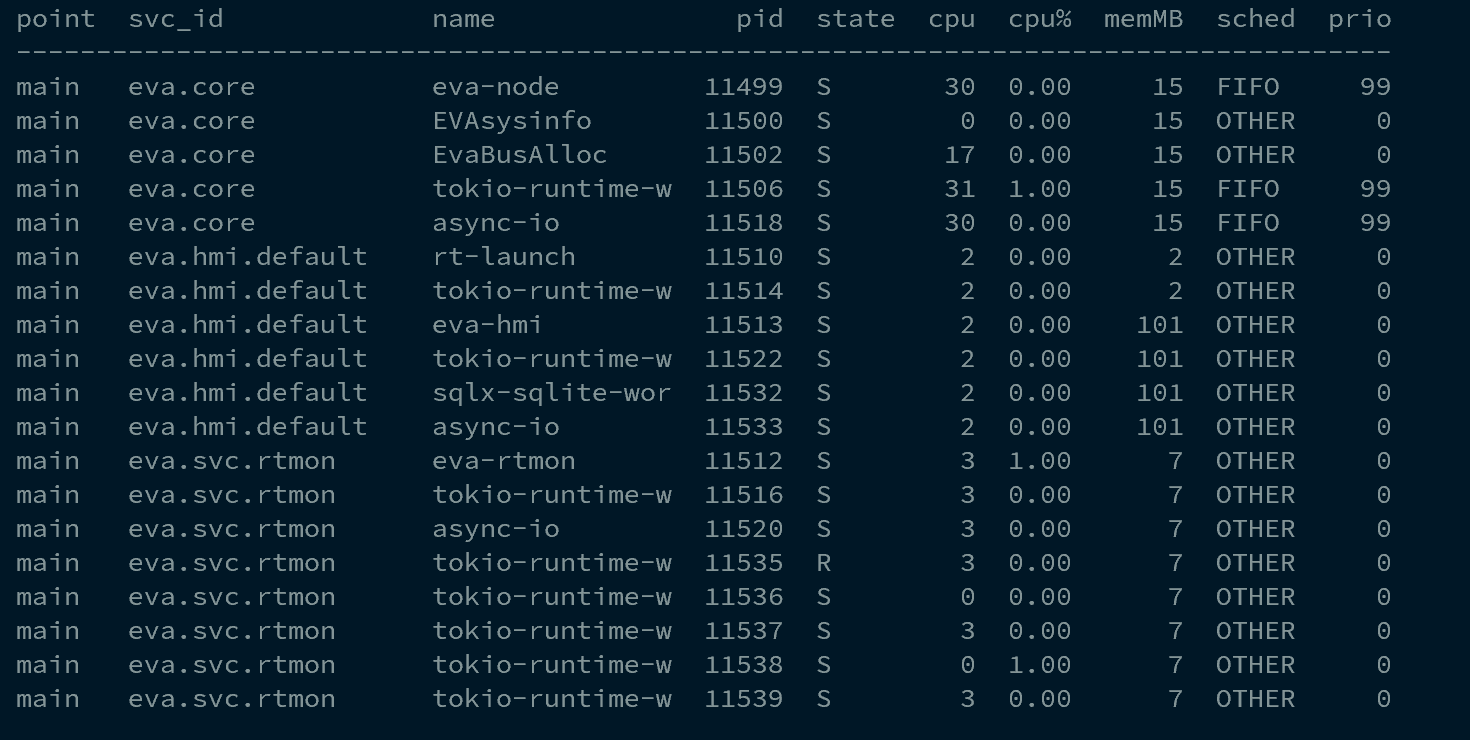 point  svc_id             name              pid  state  cpu  cpu%  memMB  sched  prio
--------------------------------------------------------------------------------------
main   eva.core           eva-node         11499  S       30  0.00     15  FIFO     99
main   eva.core           EVAsysinfo       11500  S        0  0.00     15  OTHER     0
main   eva.core           EvaBusAlloc      11502  S       17  0.00     15  OTHER     0
main   eva.core           tokio-runtime-w  11506  S       31  1.00     15  FIFO     99
main   eva.core           async-io         11518  S       30  0.00     15  FIFO     99
main   eva.hmi.default    rt-launch        11510  S        2  0.00      2  OTHER     0
main   eva.hmi.default    tokio-runtime-w  11514  S        2  0.00      2  OTHER     0
main   eva.hmi.default    eva-hmi          11513  S        2  0.00    101  OTHER     0
main   eva.hmi.default    tokio-runtime-w  11522  S        2  0.00    101  OTHER     0
main   eva.hmi.default    sqlx-sqlite-wor  11532  S        2  0.00    101  OTHER     0
main   eva.hmi.default    async-io         11533  S        2  0.00    101  OTHER     0
main   eva.svc.rtmon      eva-rtmon        11512  S        3  1.00      7  OTHER     0
main   eva.svc.rtmon      tokio-runtime-w  11516  S        3  0.00      7  OTHER     0
main   eva.svc.rtmon      async-io         11520  S        3  0.00      7  OTHER     0
main   eva.svc.rtmon      tokio-runtime-w  11535  R        3  0.00      7  OTHER     0
main   eva.svc.rtmon      tokio-runtime-w  11536  S        0  0.00      7  OTHER     0
main   eva.svc.rtmon      tokio-runtime-w  11537  S        3  0.00      7  OTHER     0
main   eva.svc.rtmon      tokio-runtime-w  11538  S        0  1.00      7  OTHER     0
main   eva.svc.rtmon      tokio-runtime-w  11539  S        3  0.00      7  OTHER     0